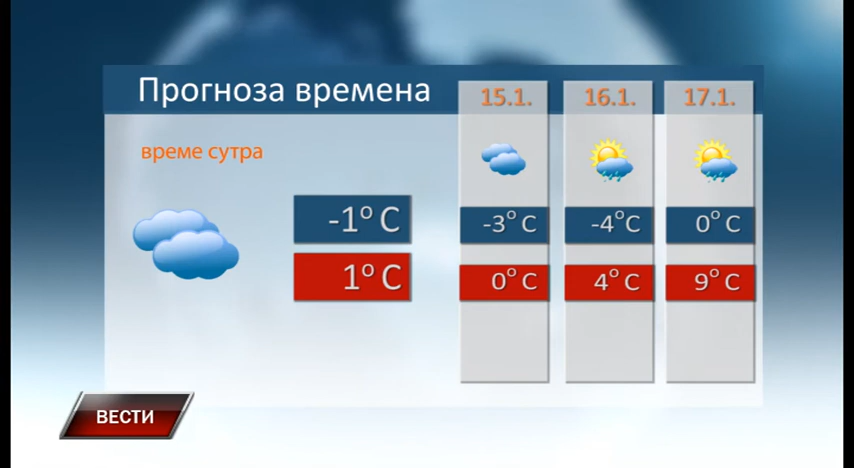 Прогноза времена
време сутра
-1° C
1° C
15.1.
-3° C
0° C
16.1.
-4°C
4° C
17.1.
0° C
9° C
ВЕСТИ